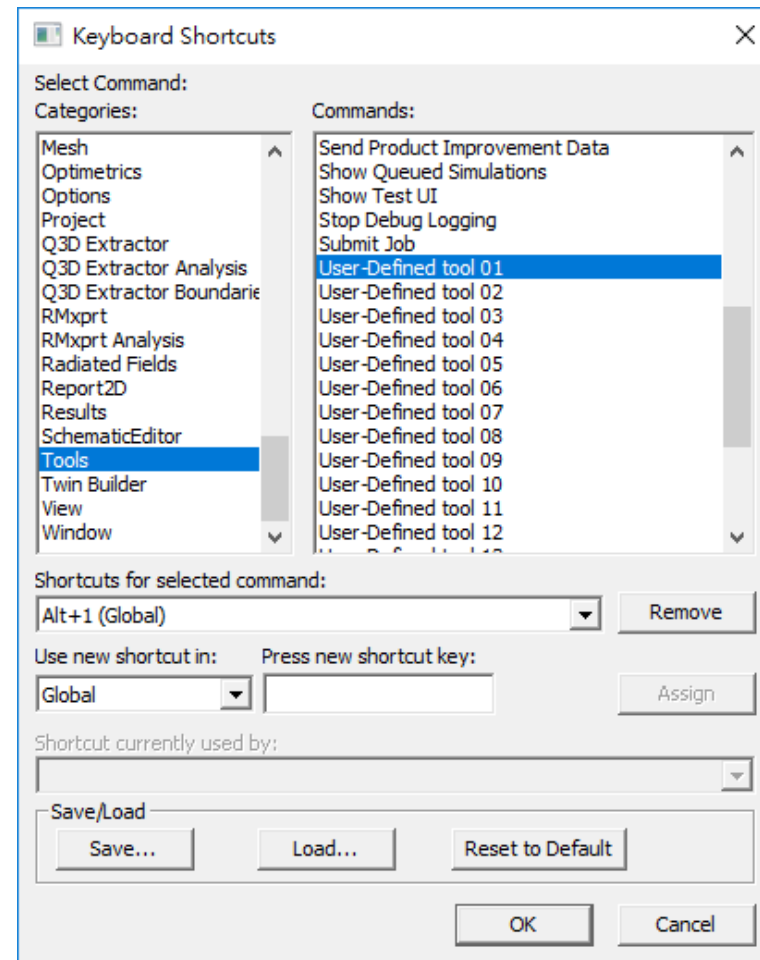 Keyboard Shortcuts
Select Command:
Categories:
Mesh
Optimetrics
Options
Project
Q3D Extractor
Q3D Extractor Analysis
Q3D Extractor Boundarie
RMxprt
RMxprt Analysis
Radiated Fields
Report2D
Results
SchematicEditor
Tools
Twin Builder
View
Window
Commands:
Send Product Improvement Data
Show Queued Simulations
Show Test UI
Stop Debug Logging
Submit Job
User-Defined tool 01
User-Defined tool 02
User-Defined tool 03
User-Defined tool 04
User-Defined tool 05
User-Defined tool 06
User-Defined tool 07
User-Defined tool 08
User-Defined tool 09
User-Defined tool 10
User-Defined tool 11
User-Defined tool 12
Shortcuts for selected command:
Alt+1 (Global)
Remove
Use new shortcut in:
Press new shortcut key:
Global
Assign
Shortcut currently used by:
Save/Load
Save...
Load...
Reset to Default
OK
Cancel